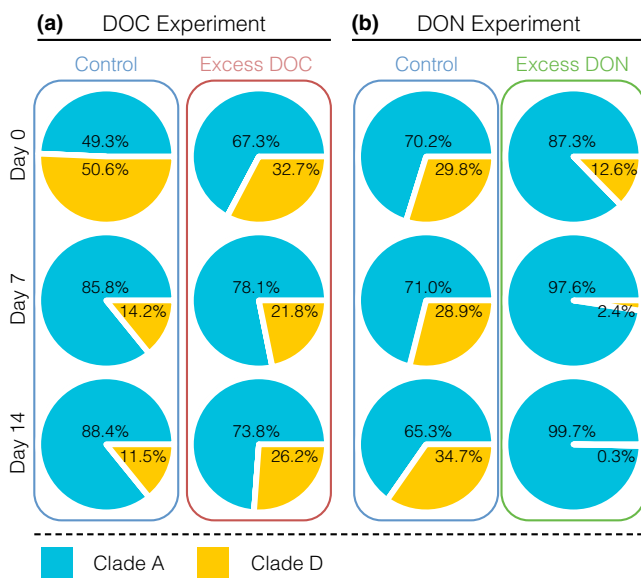 (a) DOC Experiment (b) DON Experiment
Control Excess DOC Control Excess DON
Day 0
49.3% 67.3% 70.2% 87.3%
50.6% 32.7% 29.8% 12.6%
Day 7
85.8% 78.1% 71.0% 97.6%
14.2% 21.8% 28.9% 2.4%
Day 14
88.4% 73.8% 65.3% 99.7%
11.5% 26.2% 34.7% 0.3%
Clade A Clade D